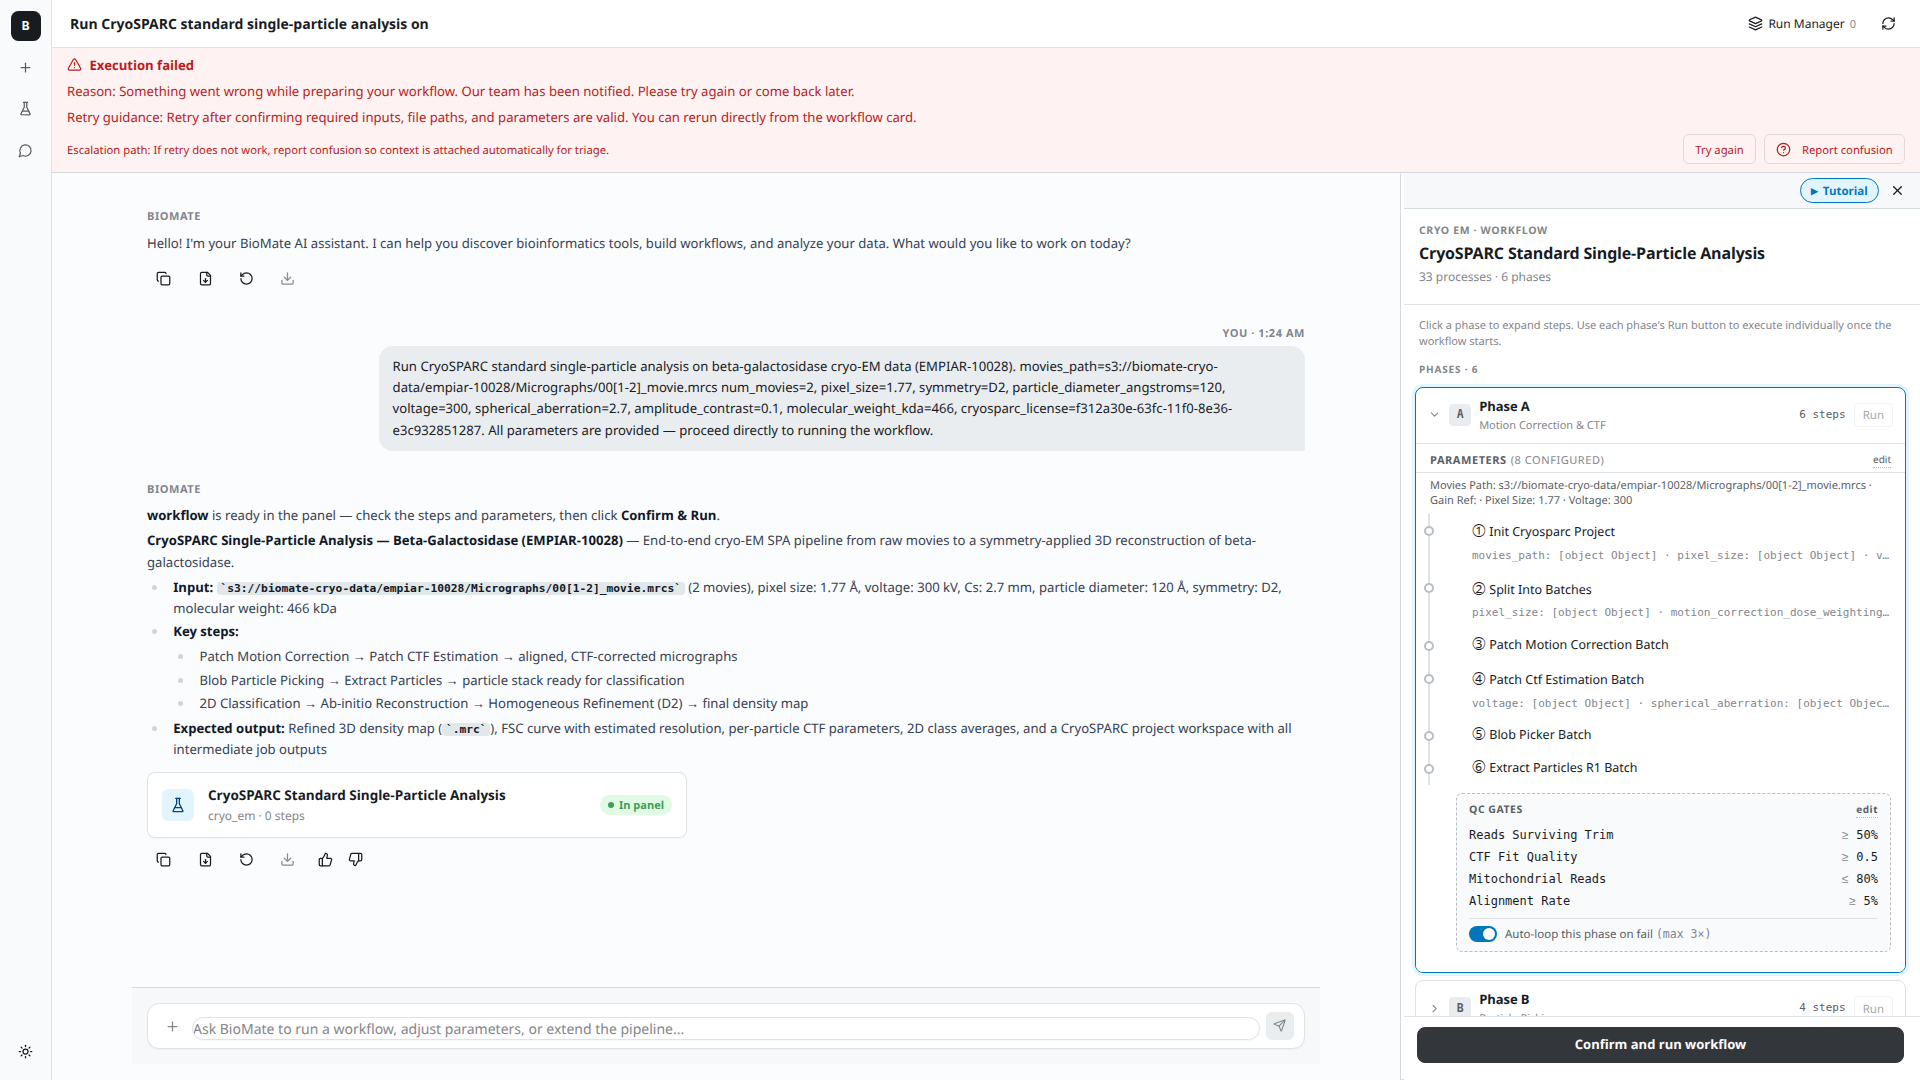 B
Run CryoSPARC standard single-particle analysis on
Run Manager 0
Execution failed
Reason: Something went wrong while preparing your workflow. Our team has been notified. Please try again or come back later.
Retry guidance: Retry after confirming required inputs, file paths, and parameters are valid. You can rerun directly from the workflow card.
Escalation path: If retry does not work, report confusion so context is attached automatically for triage.
Try again
Report confusion
BIOMATE
Hello! I'm your BioMate AI assistant. I can help you discover bioinformatics tools, build workflows, and analyze your data. What would you like to work on today?
YOU · 1:24 AM
Run CryoSPARC standard single-particle analysis on beta-galactosidase cryo-EM data (EMPIAR-10028). movies_path=s3://biomate-cryo-
data/empiar-10028/Micrographs/00[1-2]_movie.mrcs num_movies=2, pixel_size=1.77, symmetry=D2, particle_diameter_angstroms=120,
voltage=300, spherical_aberration=2.7, amplitude_contrast=0.1, molecular_weight_kda=466, cryosparc_license=f312a30e-63fc-11f0-8e36-
e3c932851287. All parameters are provided — proceed directly to running the workflow.
BIOMATE
workflow is ready in the panel — check the steps and parameters, then click Confirm & Run.
CryoSPARC Single-Particle Analysis — Beta-Galactosidase (EMPIAR-10028) — End-to-end cryo-EM SPA pipeline from raw movies to a symmetry-applied 3D reconstruction of beta-
galactosidase.
Input: `s3://biomate-cryo-data/empiar-10028/Micrographs/00[1-2]_movie.mrcs` (2 movies), pixel size: 1.77 Å, voltage: 300 kV, Cs: 2.7 mm, particle diameter: 120 Å, symmetry: D2,
molecular weight: 466 kDa
Key steps:
Patch Motion Correction → Patch CTF Estimation → aligned, CTF-corrected micrographs
Blob Particle Picking → Extract Particles → particle stack ready for classification
2D Classification → Ab-initio Reconstruction → Homogeneous Refinement (D2) → final density map
Expected output: Refined 3D density map (`.mrc`), FSC curve with estimated resolution, per-particle CTF parameters, 2D class averages, and a CryoSPARC project workspace with all
intermediate job outputs
CryoSPARC Standard Single-Particle Analysis
cryo_em · 0 steps
In panel
Ask BioMate to run a workflow, adjust parameters, or extend the pipeline...
Tutorial
CRYO EM · WORKFLOW
CryoSPARC Standard Single-Particle Analysis
33 processes · 6 phases
Click a phase to expand steps. Use each phase's Run button to execute individually once the
workflow starts.
PHASES · 6
A
Phase A
Motion Correction & CTF
6 steps
Run
PARAMETERS (8 CONFIGURED)
edit
Movies Path: s3://biomate-cryo-data/empiar-10028/Micrographs/00[1-2]_movie.mrcs ·
Gain Ref: · Pixel Size: 1.77 · Voltage: 300
① Init Cryosparc Project
movies_path: [object Object] · pixel_size: [object Object] · v…
② Split Into Batches
pixel_size: [object Object] · motion_correction_dose_weighting…
③ Patch Motion Correction Batch
④ Patch Ctf Estimation Batch
voltage: [object Object] · spherical_aberration: [object Objec…
⑤ Blob Picker Batch
⑥ Extract Particles R1 Batch
QC GATES
edit
Reads Surviving Trim ≥ 50%
CTF Fit Quality ≥ 0.5
Mitochondrial Reads ≤ 80%
Alignment Rate ≥ 5%
Auto-loop this phase on fail (max 3×)
B
Phase B
4 steps
Run
Confirm and run workflow